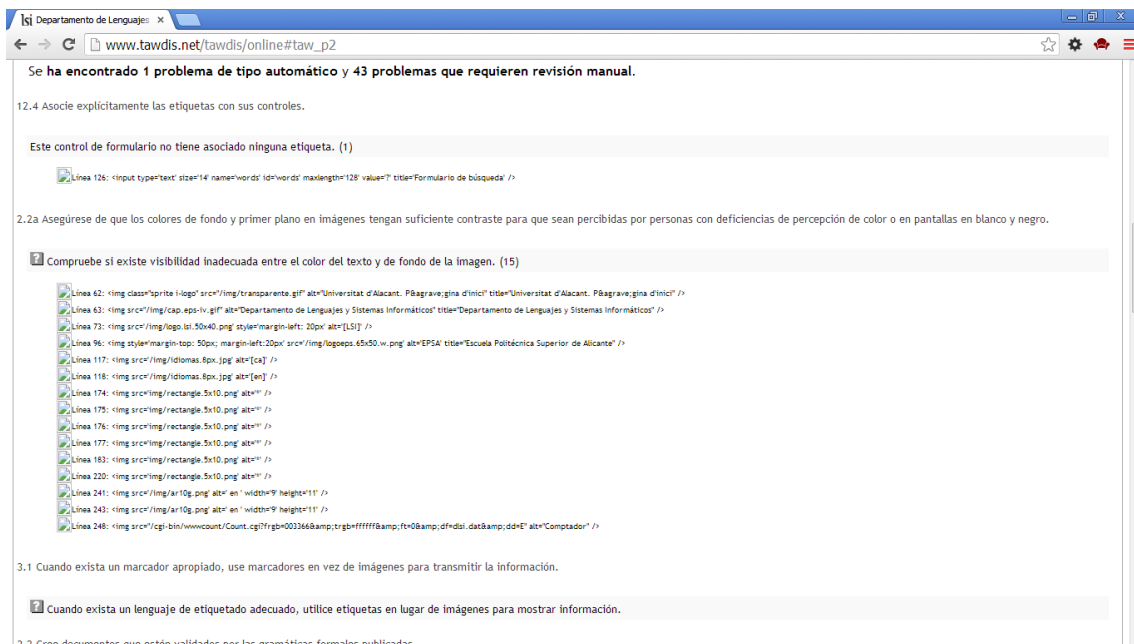 lsi Departamento de Lenguajes
www.tawdis.net/tawdis/online#taw_p2
Se ha encontrado 1 problema de tipo automático y 43 problemas que requieren revisión manual.
12.4 Asocie explícitamente las etiquetas con sus controles.
Este control de formulario no tiene asociado ninguna etiqueta. (1)
Línea 126: <input type='text' size='14' name='words' id='words' maxlength='128' value='?' title='Formulario de búsqueda' />
2.2a Asegúrese de que los colores de fondo y primer plano en imágenes tengan suficiente contraste para que sean percibidas por personas con deficiencias de percepción de color o en pantallas en blanco y negro.
? Compruebe si existe visibilidad inadecuada entre el color del texto y de fondo de la imagen. (15)
Línea 62: <img class="sprite i-logo" src="/img/transparente.gif" alt="Universitat d'Alacant. P&agrave;gina d'inici" title="Universitat d'Alacant. P&agrave;gina d'inici" />
Línea 63: <img src="/img/cap.eps-iv.gif" alt="Departamento de Lenguajes y Sistemas Informáticos" title="Departamento de Lenguajes y Sistemas Informáticos" />
Línea 73: <img src='/img/logo.lsi.50x40.png' style='margin-left: 20px' alt='[LSI]' />
Línea 96: <img style='margin-top: 50px; margin-left:20px' src='/img/logoeps.65x50.w.png' alt='EPSA' title="Escuela Politécnica Superior de Alicante" />
Línea 117: <img src='/img/idiomas.8px.jpg' alt='[ca]' />
Línea 118: <img src='/img/idiomas.8px.jpg' alt='[en]' />
Línea 174: <img src='img/rectangle.5x10.png' alt='*' />
Línea 175: <img src='img/rectangle.5x10.png' alt='*' />
Línea 176: <img src='img/rectangle.5x10.png' alt='*' />
Línea 177: <img src='img/rectangle.5x10.png' alt='*' />
Línea 183: <img src='img/rectangle.5x10.png' alt='*' />
Línea 220: <img src='img/rectangle.5x10.png' alt='*' />
Línea 241: <img src='/img/ar10g.png' alt=' en ' width='9' height='11' />
Línea 243: <img src='/img/ar10g.png' alt=' en ' width='9' height='11' />
Línea 248: <img src="/cgi-bin/wwwcount/Count.cgi?frgb=003366&amp;trgb=ffffff&amp;ft=0&amp;df=dlsi.dat&amp;dd=E" alt="Comptador" />
3.1 Cuando exista un marcador apropiado, use marcadores en vez de imágenes para transmitir la información.
? Cuando exista un lenguaje de etiquetado adecuado, utilice etiquetas en lugar de imágenes para mostrar información.
3.2 Cree documentos que estén validados por las gramáticas formales publicadas.